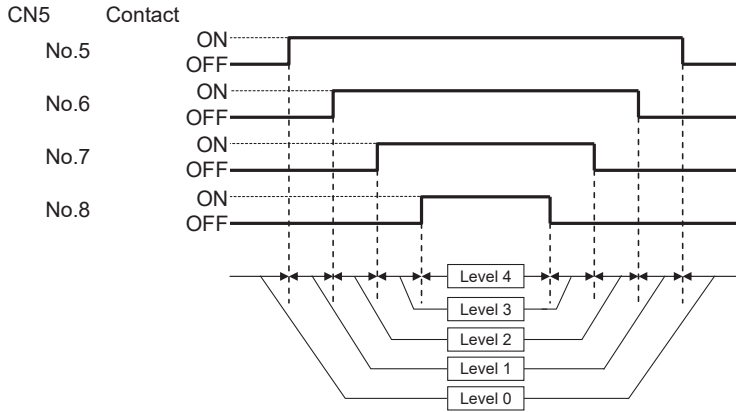 CN5 Contact
No.5 ON
OFF
No.6 ON
OFF
No.7 ON
OFF
No.8 ON
OFF
Level 4
Level 3
Level 2
Level 1
Level 0